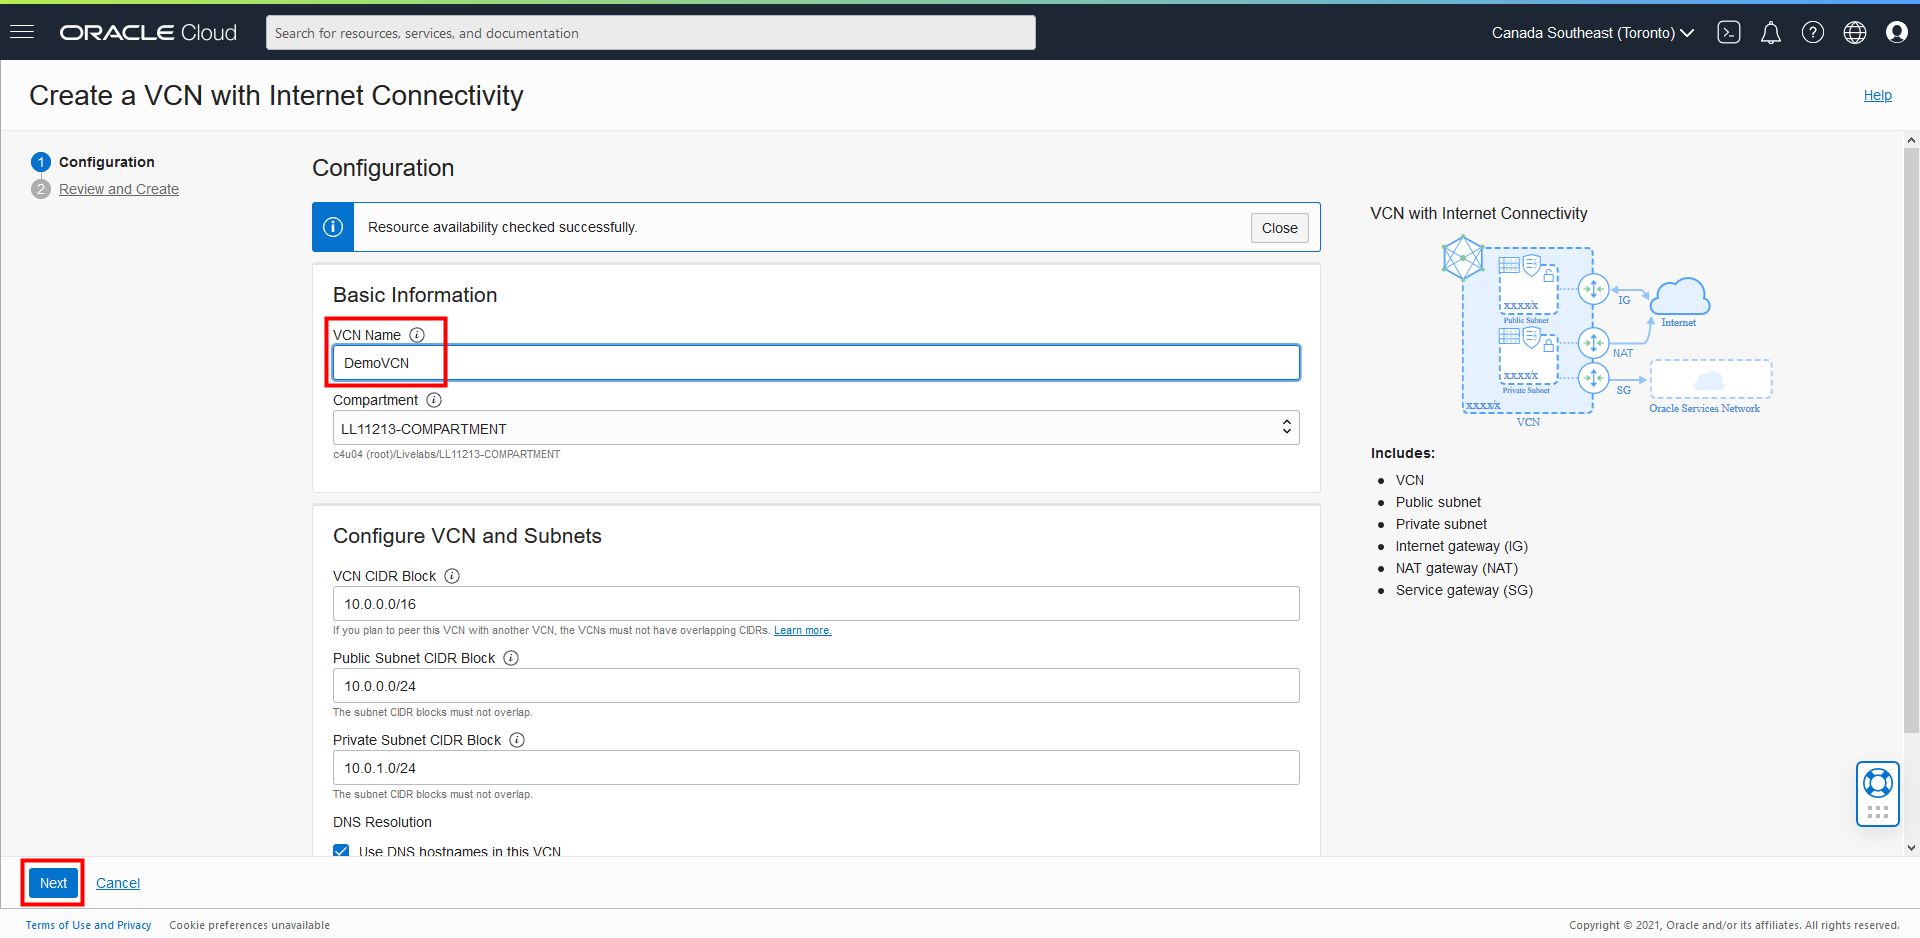 ORACLE Cloud
Search for resources, services, and documentation
Canada Southeast (Toronto)
Create a VCN with Internet Connectivity
Help
1 Configuration
2 Review and Create
Configuration
Resource availability checked successfully.
Close
Basic Information
VCN Name
DemoVCN
Compartment
LL11213-COMPARTMENT
c4u04 (root)/Livelabs/LL11213-COMPARTMENT
Configure VCN and Subnets
VCN CIDR Block
10.0.0.0/16
If you plan to peer this VCN with another VCN, the VCNs must not have overlapping CIDRs. Learn more.
Public Subnet CIDR Block
10.0.0.0/24
The subnet CIDR blocks must not overlap.
Private Subnet CIDR Block
10.0.1.0/24
The subnet CIDR blocks must not overlap.
DNS Resolution
Use DNS hostnames in this VCN
VCN with Internet Connectivity
xxxx/x
Public Subnet
IG
Internet
NAT
xxxx/x
Private Subnet
SG
xxxx/x
Oracle Services Network
VCN
Includes:
VCN
Public subnet
Private subnet
Internet gateway (IG)
NAT gateway (NAT)
Service gateway (SG)
Next
Cancel
Terms of Use and Privacy
Cookie preferences unavailable
Copyright © 2021, Oracle and/or its affiliates. All rights reserved.